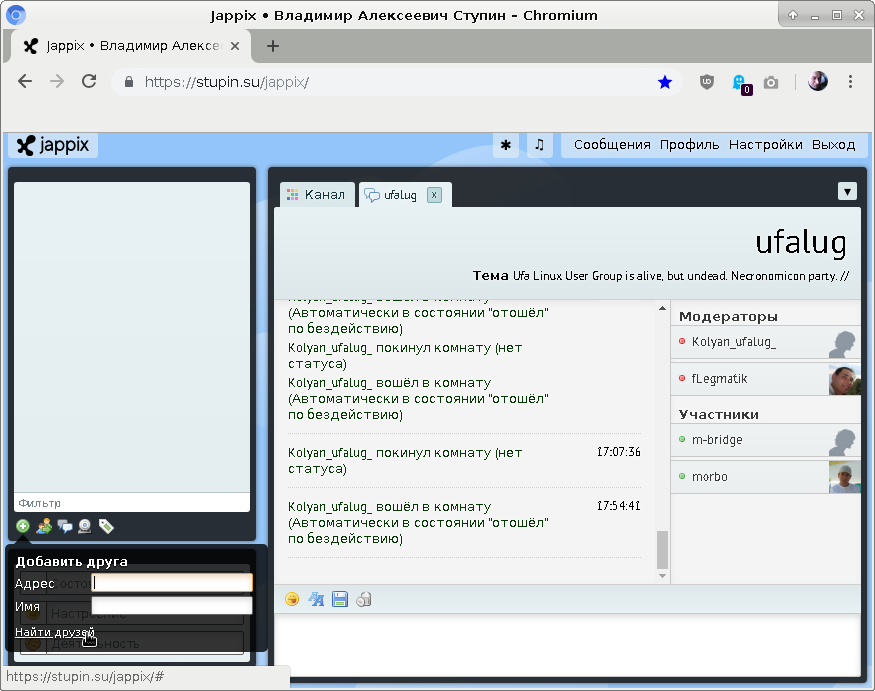 Jappix • Владимир Алексеевич Ступин – Chromium
Jappix • Владимир Алексе
https://stupin.su/jappix/
0
jappix
Сообщения Профиль Настройки Выход
Канал
ufalug
x
ufalug
Тема Ufa Linux User Group is alive, but undead. Necronomicon party. //
Kolyan_ufalug_ вошёл в комнату
(Автоматически в состоянии "отошёл"
по бездействию)
Kolyan_ufalug_ покинул комнату (нет
статуса)
Kolyan_ufalug_ вошёл в комнату
(Автоматически в состоянии "отошёл"
по бездействию)
Kolyan_ufalug_ покинул комнату (нет 17:07:36
статуса)
Kolyan_ufalug_ вошёл в комнату 17:54:41
(Автоматически в состоянии "отошёл"
по бездействию)
Модераторы
Kolyan_ufalug_
fLegmatik
Участники
m-bridge
morbo
Фильтр
Добавить друга
Адрес
Имя
Настроение
Найти друзей
Деятельность
https://stupin.su/jappix/#